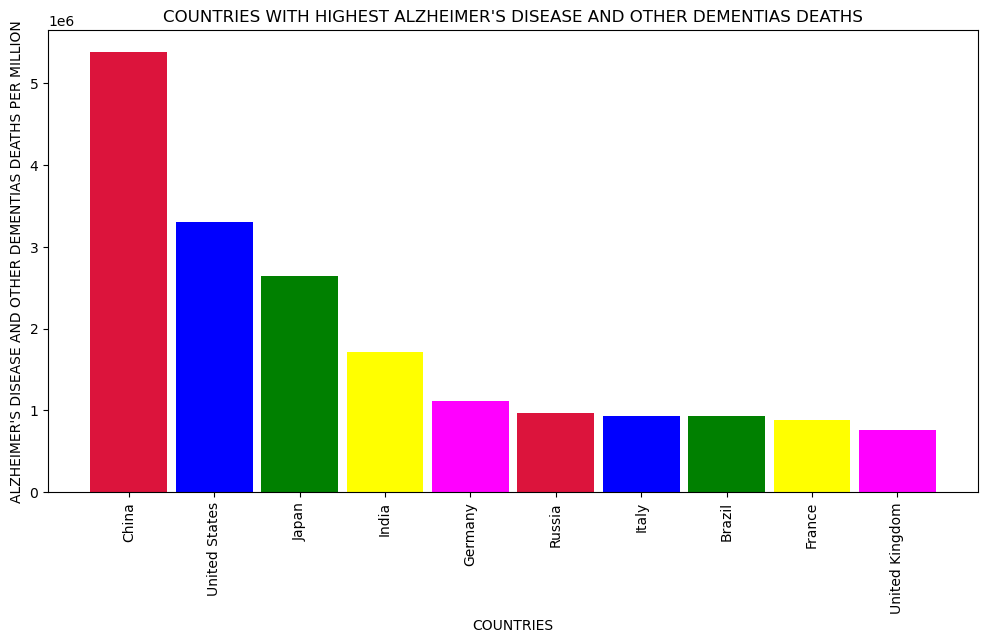 COUNTRIES WITH HIGHEST ALZHEIMER'S DISEASE AND OTHER DEMENTIAS DEATHS
1e6
ALZHEIMER'S DISEASE AND OTHER DEMENTIAS DEATHS PER MILLION
5
4
3
2
1
0
China
United States
Japan
India
Germany
Russia
Italy
Brazil
France
United Kingdom
COUNTRIES